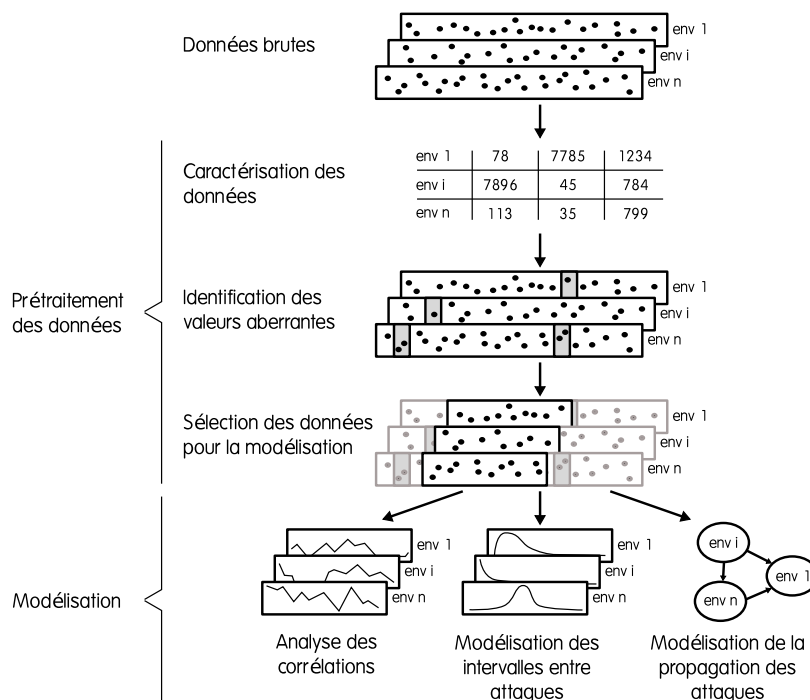 Données brutes
env 1
env i
env n
Caractérisation des
données
env 1 78 7785 1234
env i 7896 45 784
env n 113 35 799
Prétraitement
des données
Identification des
valeurs aberrantes
env 1
env i
env n
Sélection des données
pour la modélisation
env 1
env i
env n
Modélisation
env 1
env i
env n
Analyse des
corrélations
env 1
env i
env n
Modélisation des
intervalles entre
attaques
env i
env 1
env n
Modélisation de la
propagation des
attaques